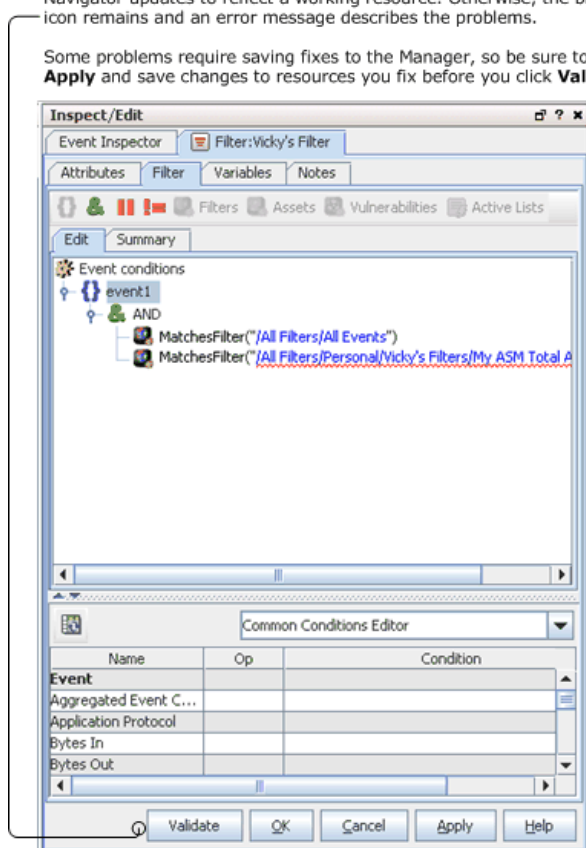 icon remains and an error message describes the problems.
Some problems require saving fixes to the Manager, so be sure to
Apply and save changes to resources you fix before you click Val
Inspect/Edit
Event Inspector Filter:Vicky's Filter
Attributes Filter Variables Notes
Filters Assets Vulnerabilities Active Lists
Edit Summary
Event conditions
event1
AND
MatchesFilter("/All Filters/All Events")
MatchesFilter("/All Filters/Personal/Vicky's Filters/My ASM Total A
Common Conditions Editor
Name Op Condition
Event
Aggregated Event C...
Application Protocol
Bytes In
Bytes Out
Validate OK Cancel Apply Help